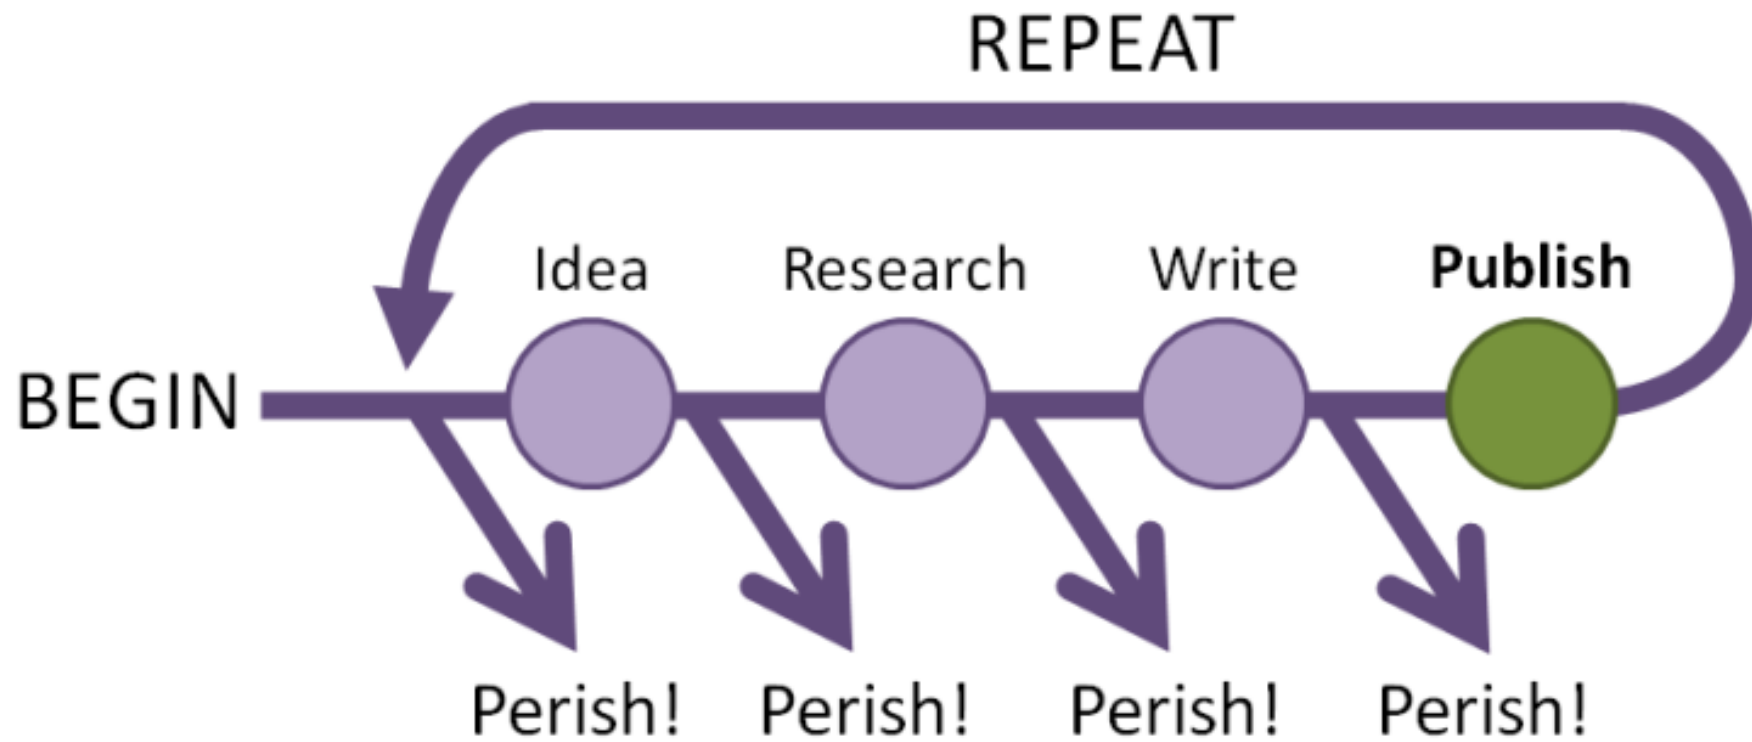 REPEAT
Idea
Research
Write
Publish
BEGIN
Perish!
Perish!
Perish!
Perish!